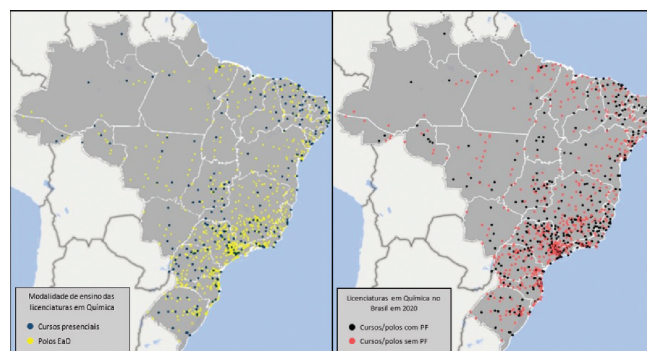 Modalidade de ensino das
licenciaturas em Química
Cursos presenciais
Polos EaD
Licenciaturas em Química no
Brasil em 2020
Cursos/polos com PF
Cursos/polos sem PF